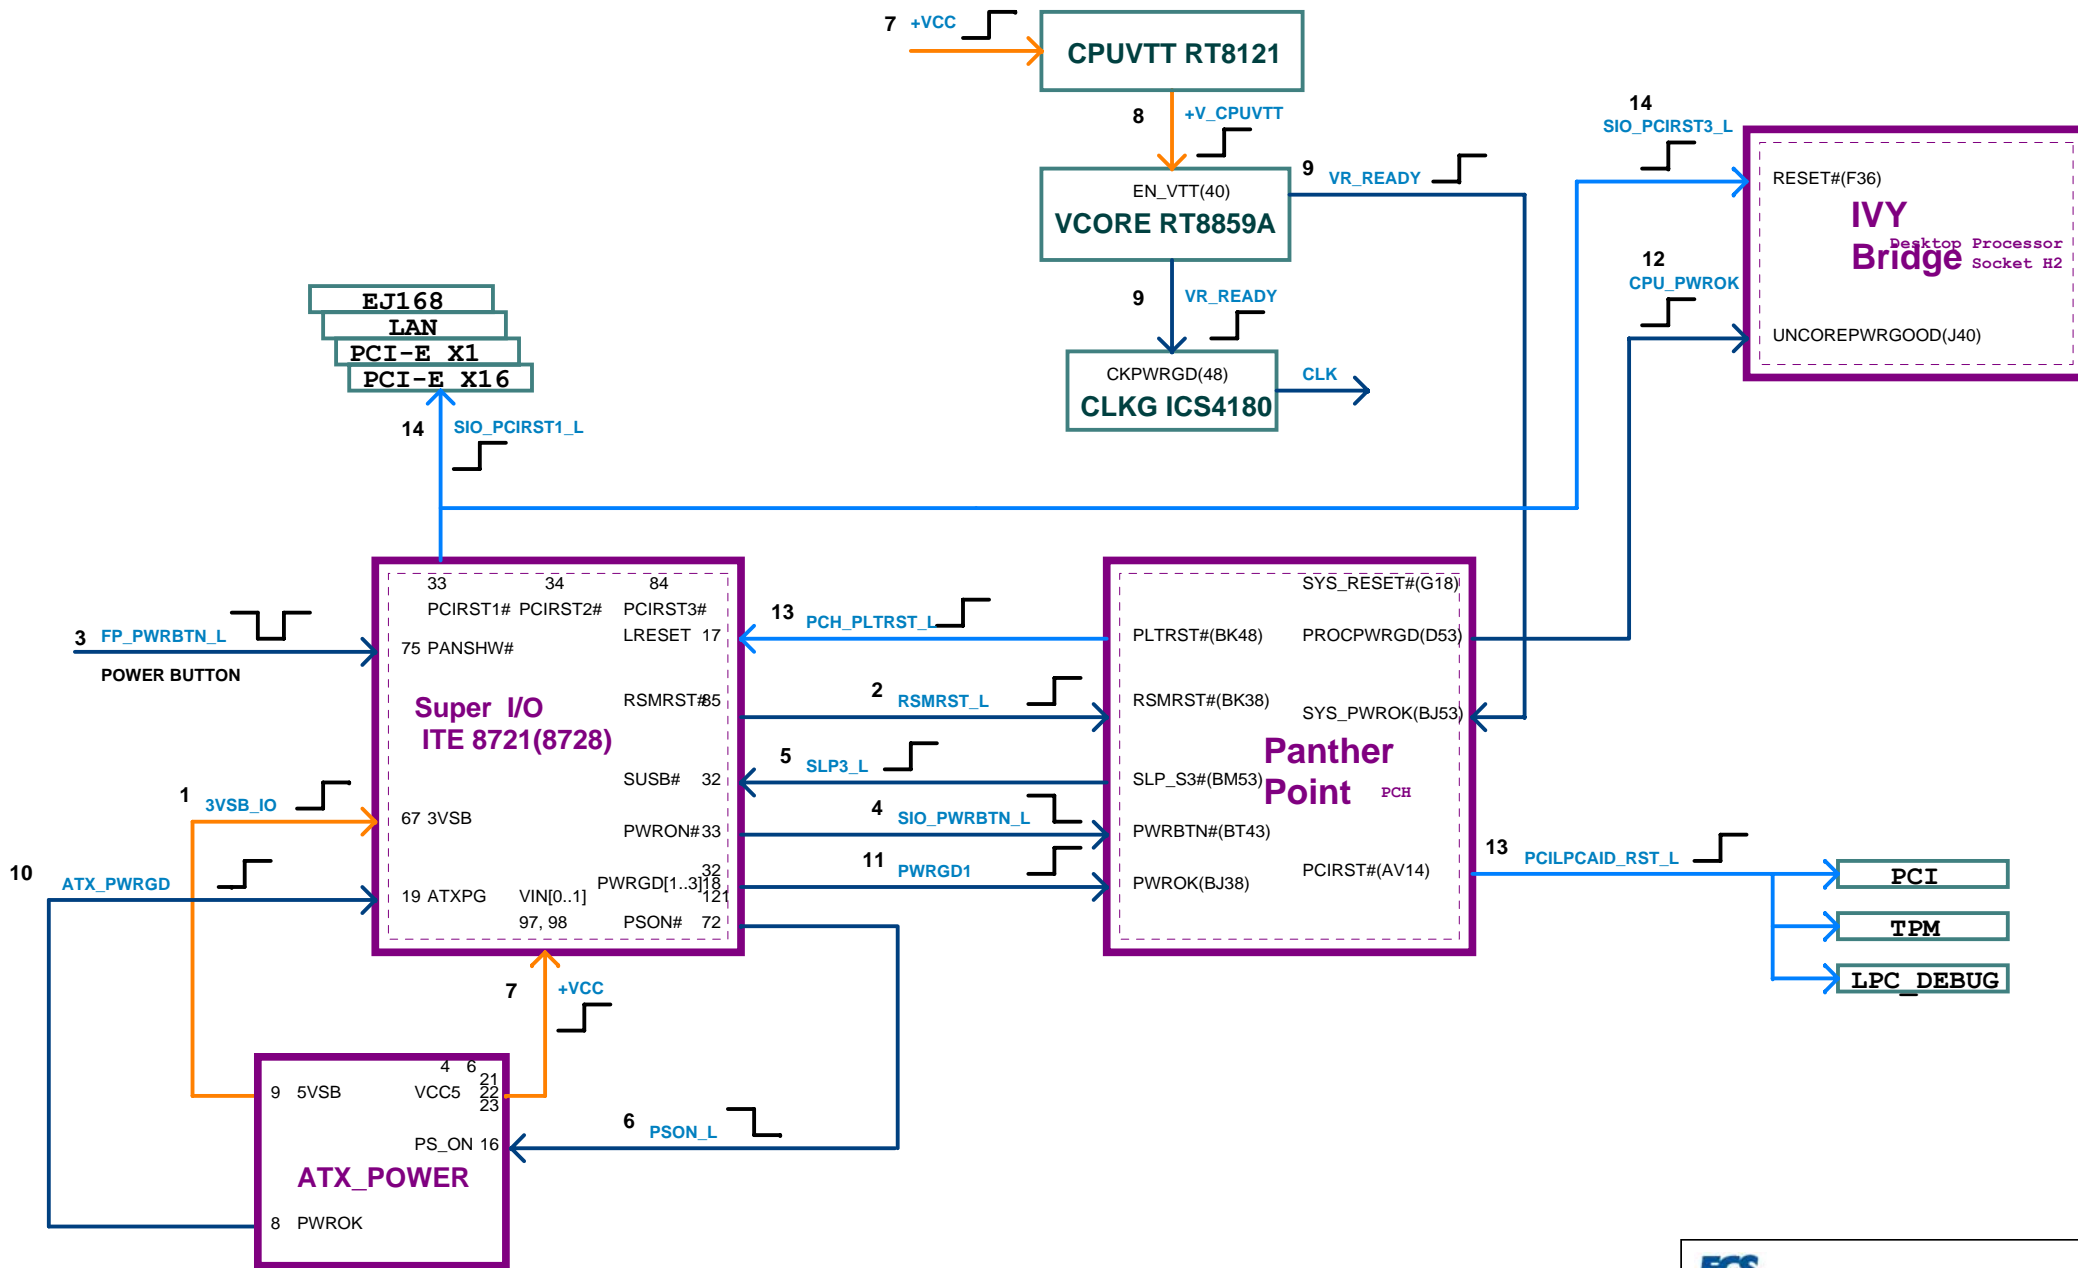 7 +VCC
CPUVTT RT8121
8 +V_CPUVTT
EN_VTT(40)
VCORE RT8859A
9 VR_READY
9 VR_READY
CKPWRGD(48)
CLKG ICS4180
CLK
14
SIO_PCIRST3_L
RESET#(F36)
IVY
Bridge
Desktop Processor
Socket H2
12
CPU_PWROK
UNCOREPWRGOOD(J40)
EJ168
LAN
PCI-E X1
PCI-E X16
14 SIO_PCIRST1_L
33 34 84
PCIRST1# PCIRST2# PCIRST3#
LRESET 17
3 FP_PWRBTN_L
POWER BUTTON
75 PANSHW#
Super I/O
ITE 8721(8728)
RSMRST# 85
SUSB# 32
1 3VSB_IO
67 3VSB
PWRON# 33
10 ATX_PWRGD
19 ATXPG
VIN[0..1]
97, 98
32
PWRGD[1..3] 18
121
PSON# 72
13 PCH_PLTRST_L
2 RSMRST_L
5 SLP3_L
4 SIO_PWRBTN_L
11 PWRGD1
SYS_RESET#(G18)
PLTRST#(BK48)
PROCPWRGD(D53)
RSMRST#(BK38)
SYS_PWROK(BJ53)
Panther
Point PCH
SLP_S3#(BM53)
PWRBTN#(BT43)
PWROK(BJ38)
PCIRST#(AV14)
13 PCILPCAID_RST_L
PCI
TPM
LPC_DEBUG
7 +VCC
4 6
21
9 5VSB
VCC5 22
23
6 PSON_L
PS_ON 16
ATX_POWER
8 PWROK
ECS